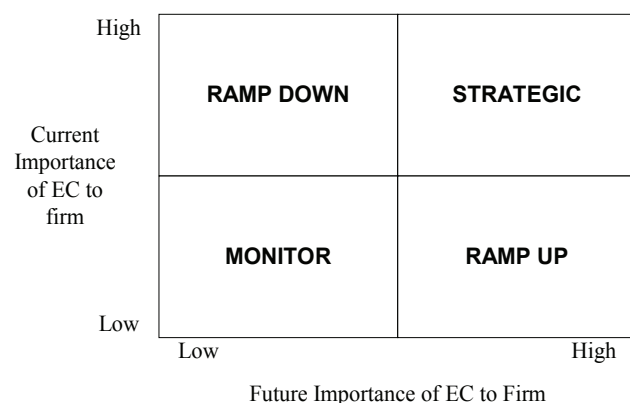 High
RAMP DOWN
STRATEGIC
Current
Importance
of EC to
firm
MONITOR
RAMP UP
Low
Low
High
Future Importance of EC to Firm